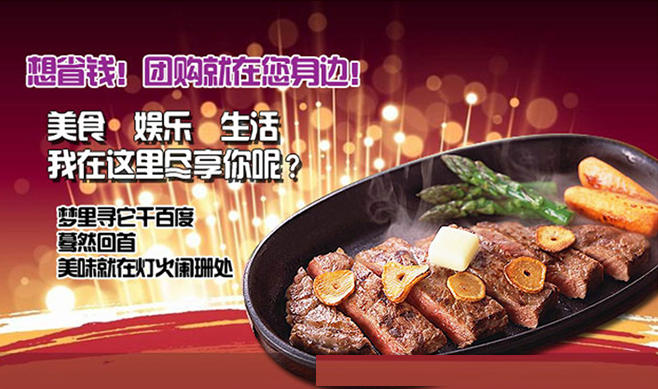 想省钱！团购就在您身边！
美食 娱乐 生活
我在这里尽享你呢？
梦里寻它千百度
蓦然回首
美味就在灯火阑珊处